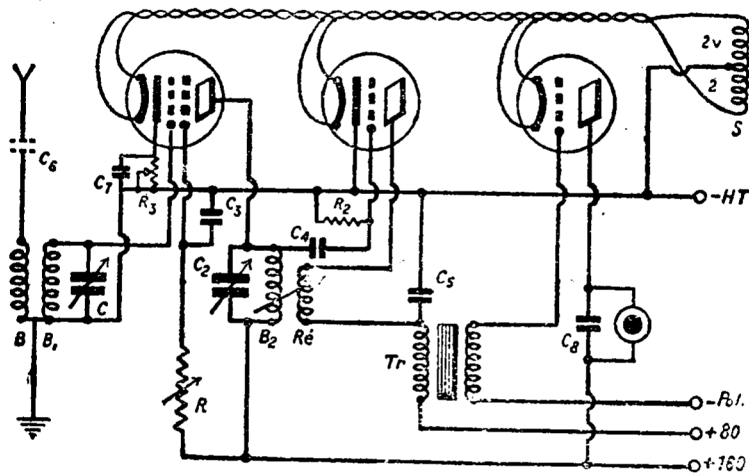 2v
2
S
C6
C7
R3
C3
R2
-HT
C4
C2
C5
C
B
B1
B2
Ré
Tr
C8
R
-Pol.
+80
+160